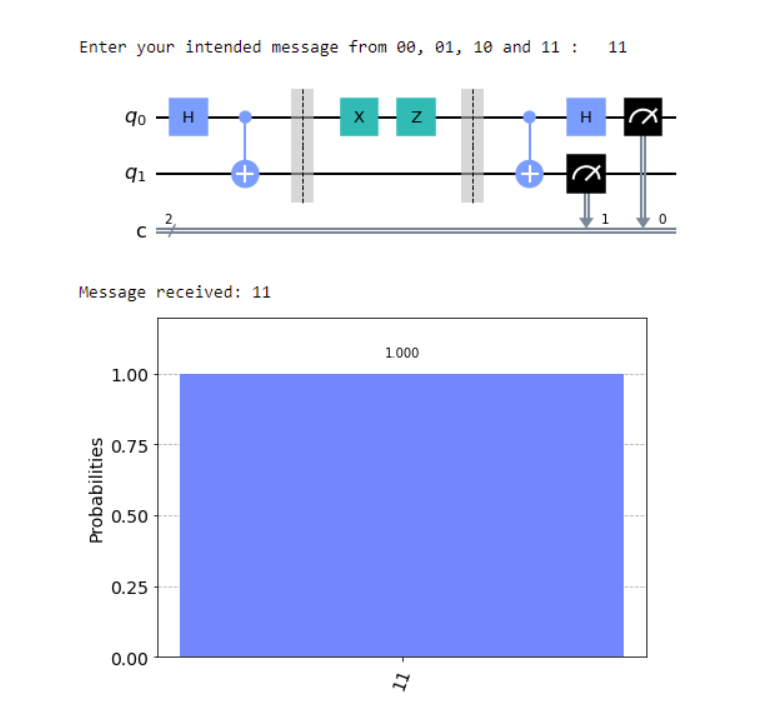 Enter your intended message from 00, 01, 10 and 11 : 11
q0 H X Z H
q1
2 1 0
c
Message received: 11
1.000
1.00
0.75
0.50
0.25
0.00
Probabilities
11